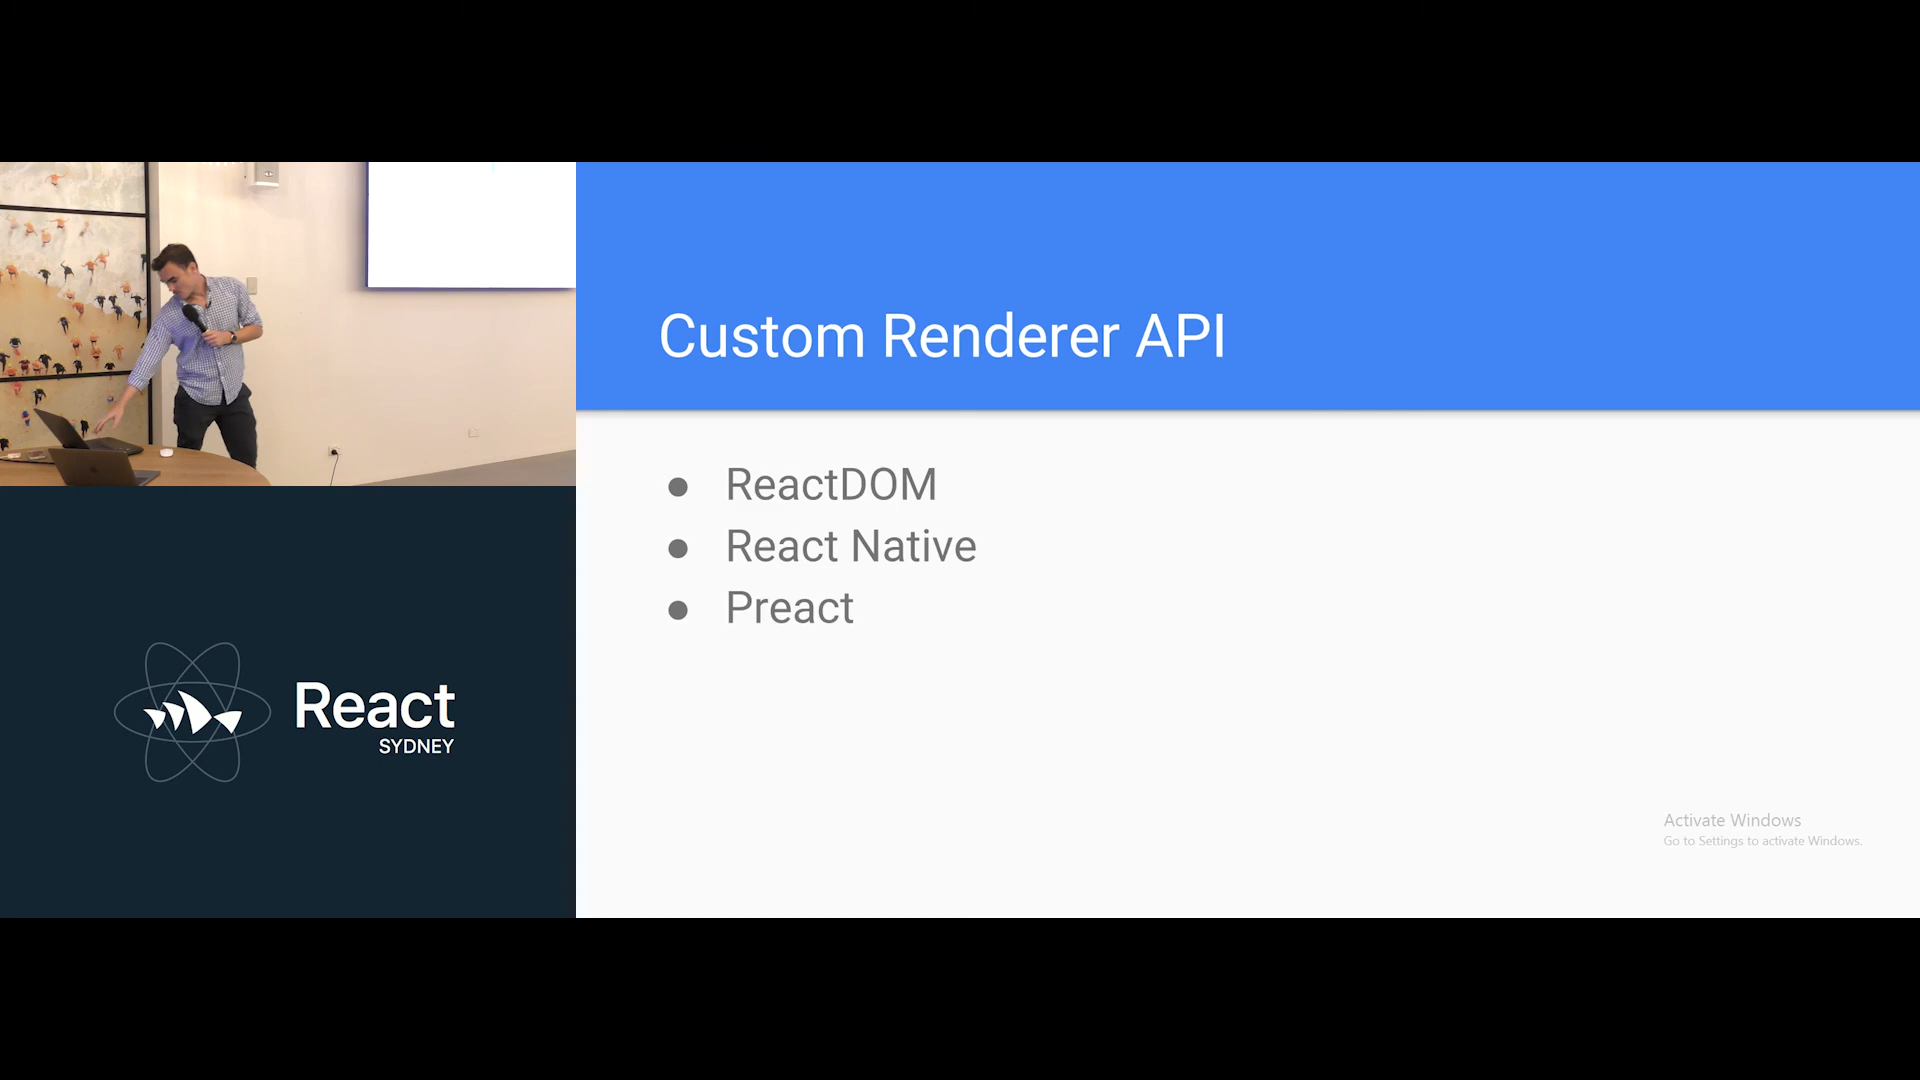 Custom Renderer API
ReactDOM
React Native
Preact
React
SYDNEY
Activate Windows
Go to Settings to activate Windows.